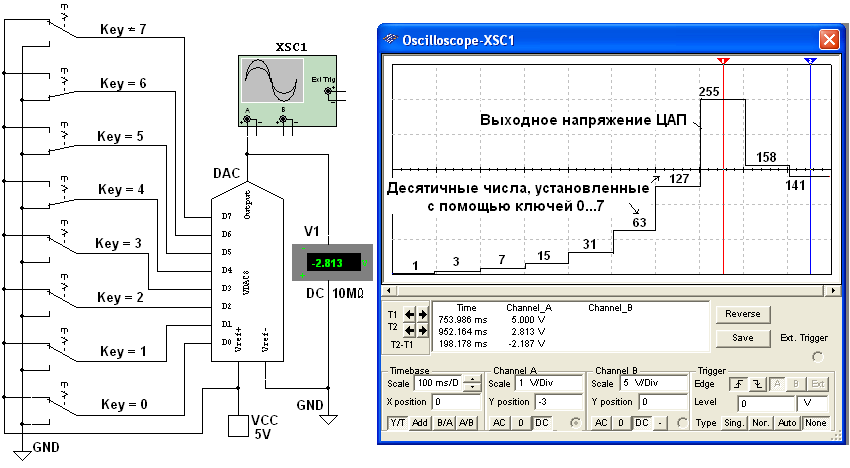 Key = 7
Key = 6
Key = 5
Key = 4
Key = 3
Key = 2
Key = 1
Key = 0
GND
XSC1
Ext Trig
A B
DAC
Output
D7
D6
D5
D4
D3
D2
D1
D0
VDAC8
Vref+ Vref-
V1
-2.813
DC 10MΩ
GND
VCC
5V
Oscilloscope-XSC1
1 2
Выходное напряжение ЦАП
Десятичные числа, установленные
с помощью ключей 0...7
1 3 7 15 31 63 127 255 158 141
T1
T2
T2-T1
Time Channel_A Channel_B
753.986 ms 5.000 V
952.164 ms 2.813 V
198.178 ms -2.187 V
Reverse
Save
Ext. Trigger
Timebase
Scale 100 ms/D
X position 0
Y/T Add B/A A/B
Channel A
Scale 1 V/Div
Y position -3
AC 0 DC
Channel B
Scale 5 V/Div
Y position 0
AC 0 DC -
Trigger
Edge A B Ext
Level 0 V
Type Sing. Nor. Auto None